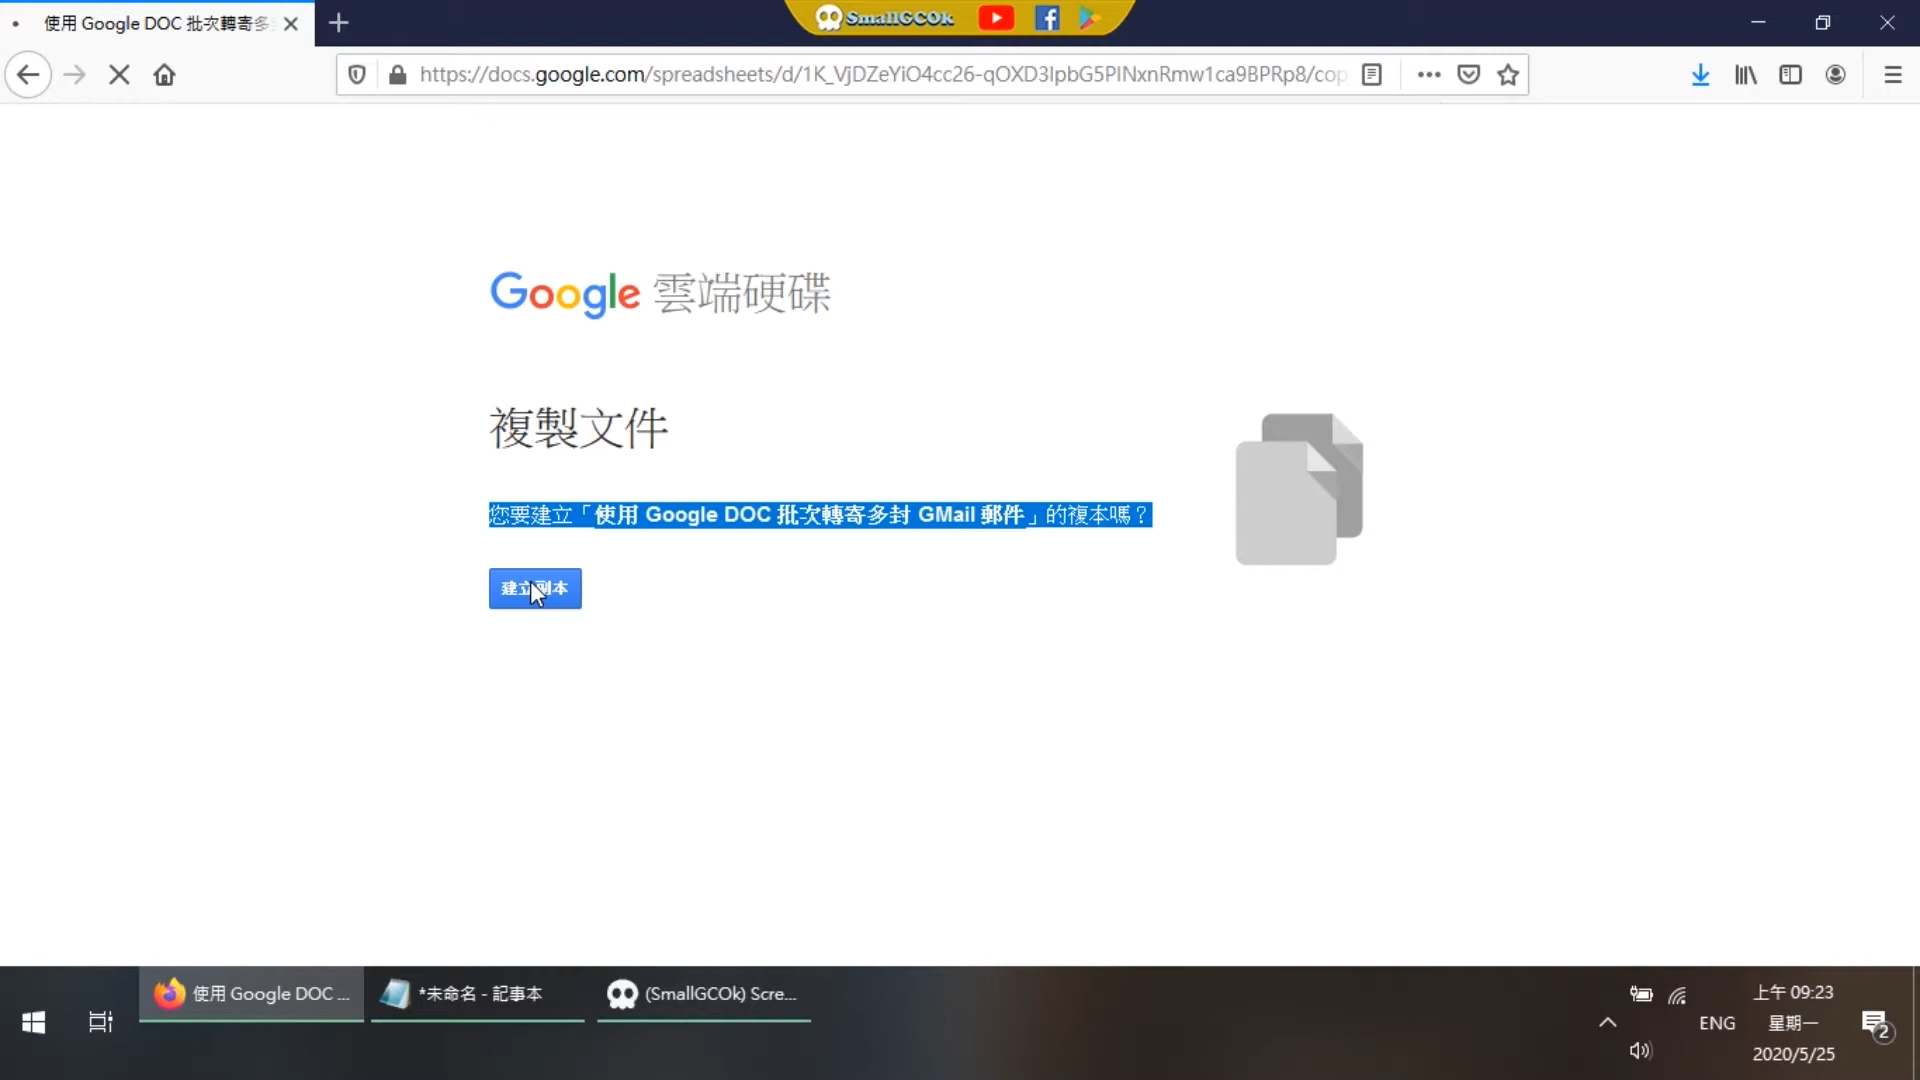 使用 Google DOC 批次轉寄多
SmallGCOk
https://docs.google.com/spreadsheets/d/1K_VjDZeYiO4cc26-qOXD3IpbG5PINxnRmw1ca9BPRp8/cop
Google 雲端硬碟
複製文件
您要建立「使用 Google DOC 批次轉寄多封 GMail 郵件」的複本嗎？
建立副本
使用 Google DOC ...
*未命名 - 記事本
(SmallGCOk) Scre...
ENG
上午 09:23
星期一
2020/5/25
2